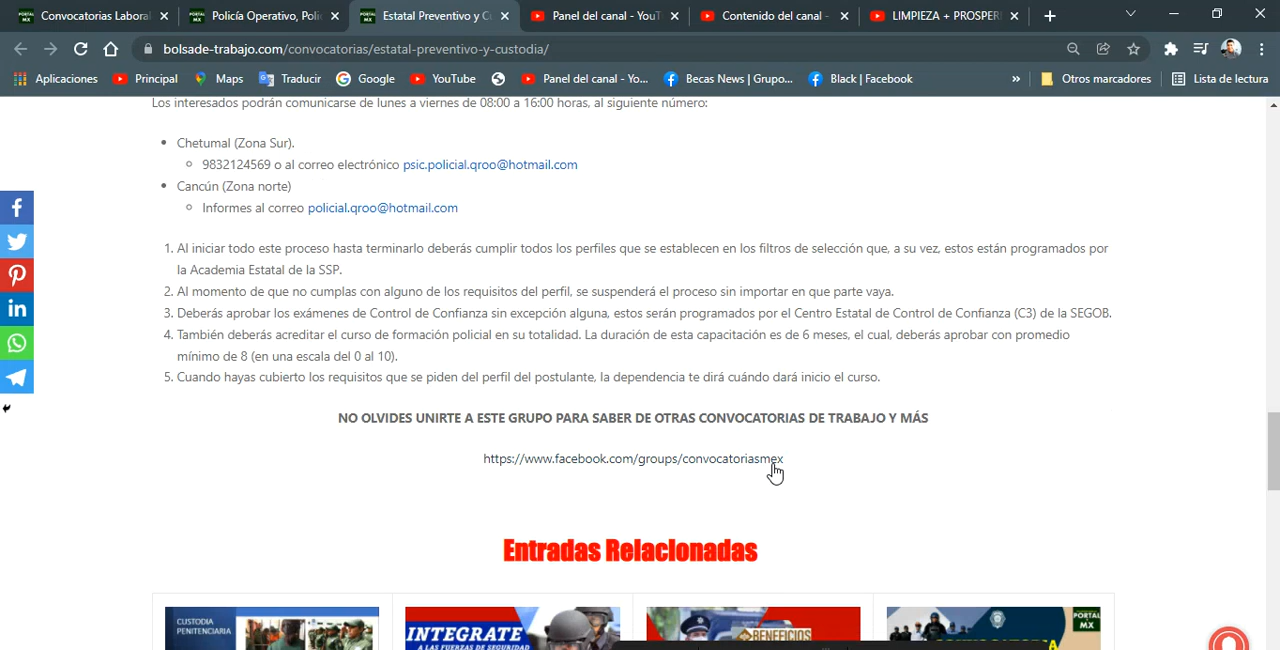 Convocatorias Laboral
Policía Operativo, Poli
Estatal Preventivo y C
Panel del canal - YouT
Contenido del canal -
LIMPIEZA + PROSPER
bolsade-trabajo.com/convocatorias/estatal-preventivo-y-custodia/
Aplicaciones
Principal
Maps
Traducir
Google
YouTube
Panel del canal - Yo...
Becas News | Grupo...
Black | Facebook
»
Otros marcadores
Lista de lectura
Los interesados podrán comunicarse de lunes a viernes de 08:00 a 16:00 horas, al siguiente número:
Chetumal (Zona Sur).
9832124569 o al correo electrónico psic.policial.qroo@hotmail.com
Cancún (Zona norte)
Informes al correo policial.qroo@hotmail.com
1. Al iniciar todo este proceso hasta terminarlo deberás cumplir todos los perfiles que se establecen en los filtros de selección que, a su vez, estos están programados por
la Academia Estatal de la SSP.
2. Al momento de que no cumplas con alguno de los requisitos del perfil, se suspenderá el proceso sin importar en que parte vaya.
3. Deberás aprobar los exámenes de Control de Confianza sin excepción alguna, estos serán programados por el Centro Estatal de Control de Confianza (C3) de la SEGOB.
4. También deberás acreditar el curso de formación policial en su totalidad. La duración de esta capacitación es de 6 meses, el cual, deberás aprobar con promedio
mínimo de 8 (en una escala del 0 al 10).
5. Cuando hayas cubierto los requisitos que se piden del perfil del postulante, la dependencia te dirá cuándo dará inicio el curso.
NO OLVIDES UNIRTE A ESTE GRUPO PARA SABER DE OTRAS CONVOCATORIAS DE TRABAJO Y MÁS
https://www.facebook.com/groups/convocatoriasmex
Entradas Relacionadas
CUSTODIA
PENITENCIARIA
INTEGRATE
A LAS FUERZAS DE SEGURIDAD
BENEFICIOS
PORTAL
MX